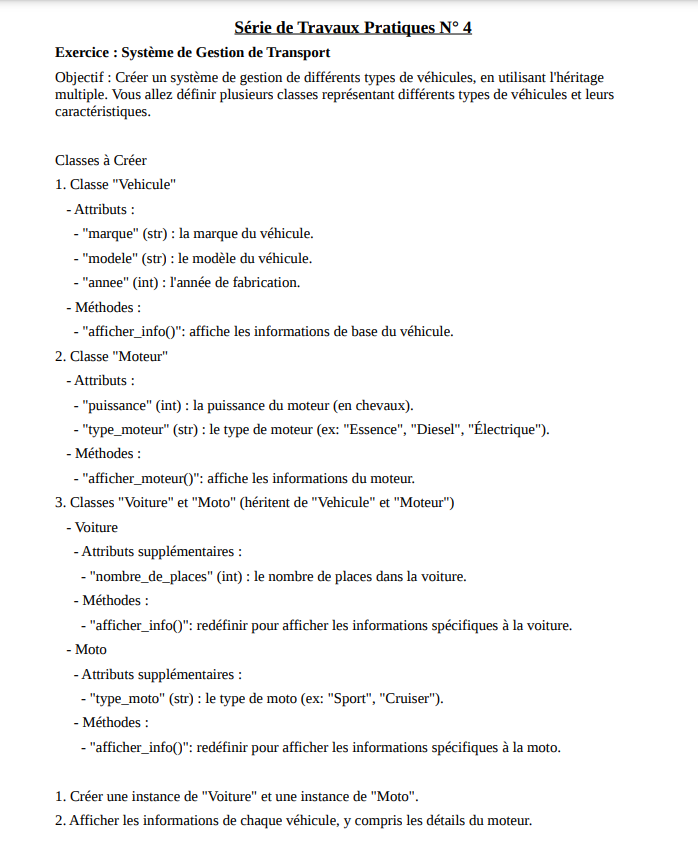 Série de Travaux Pratiques N° 4
Exercice : Système de Gestion de Transport
Objectif : Créer un système de gestion de différents types de véhicules, en utilisant l'héritage
multiple. Vous allez définir plusieurs classes représentant différents types de véhicules et leurs
caractéristiques.
Classes à Créer
1. Classe "Vehicule"
- Attributs :
- "marque" (str) : la marque du véhicule.
- "modele" (str) : le modèle du véhicule.
- "annee" (int) : l'année de fabrication.
- Méthodes :
- "afficher_info()": affiche les informations de base du véhicule.
2. Classe "Moteur"
- Attributs :
- "puissance" (int) : la puissance du moteur (en chevaux).
- "type_moteur" (str) : le type de moteur (ex: "Essence", "Diesel", "Électrique").
- Méthodes :
- "afficher_moteur()": affiche les informations du moteur.
3. Classes "Voiture" et "Moto" (héritent de "Vehicule" et "Moteur")
- Voiture
- Attributs supplémentaires :
- "nombre_de_places" (int) : le nombre de places dans la voiture.
- Méthodes :
- "afficher_info()": redéfinir pour afficher les informations spécifiques à la voiture.
- Moto
- Attributs supplémentaires :
- "type_moto" (str) : le type de moto (ex: "Sport", "Cruiser").
- Méthodes :
- "afficher_info()": redéfinir pour afficher les informations spécifiques à la moto.
1. Créer une instance de "Voiture" et une instance de "Moto".
2. Afficher les informations de chaque véhicule, y compris les détails du moteur.